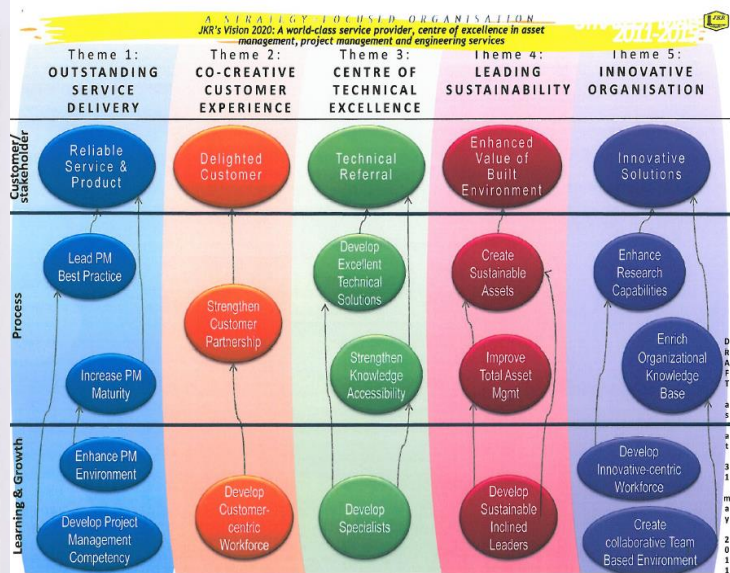 A STRATEGY FOCUSED ORGANISATION
JKR's Vision 2020: A world-class service provider, centre of excellence in asset
management, project management and engineering services
2011-2015
JKR
Theme 1:
OUTSTANDING
SERVICE
DELIVERY
Theme 2:
CO-CREATIVE
CUSTOMER
EXPERIENCE
Theme 3:
CENTRE OF
TECHNICAL
EXCELLENCE
Theme 4:
LEADING
SUSTAINABILITY
Theme 5:
INNOVATIVE
ORGANISATION
Customer/
stakeholder
Reliable
Service &
Product
Delighted
Customer
Technical
Referral
Enhanced
Value of
Built
Environment
Innovative
Solutions
Process
Lead PM
Best Practice
Increase PM
Maturity
Strengthen
Customer
Partnership
Develop
Excellent
Technical
Solutions
Strengthen
Knowledge
Accessibility
Create
Sustainable
Assets
Improve
Total Asset
Mgmt
Enhance
Research
Capabilities
Enrich
Organizational
Knowledge
Base
Learning & Growth
Enhance PM
Environment
Develop Project
Management
Competency
Develop
Customer-
centric
Workforce
Develop
Specialists
Develop
Sustainable
Inclined
Leaders
Develop
Innovative-centric
Workforce
Create
collaborative Team
Based Environment
DRAFT as at 31 may 2011